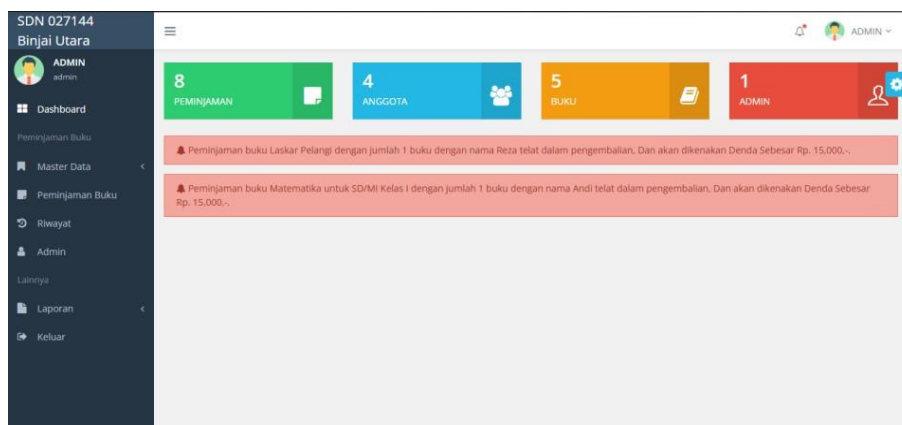 SDN 027144
Binjai Utara
ADMIN
ADMIN
admin
8
PEMINJAMAN
4
ANGGOTA
5
BUKU
1
ADMIN
Dashboard
Peminjaman Buku
Master Data
Peminjaman Buku
Riwayat
Admin
Lainnya
Laporan
Keluar
Peminjaman buku Laskar Pelangi dengan jumlah 1 buku dengan nama Reza telat dalam pengembalian, Dan akan dikenakan Denda Sebesar Rp. 15,000,-.
Peminjaman buku Matematika untuk SD/MI Kelas I dengan jumlah 1 buku dengan nama Andi telat dalam pengembalian, Dan akan dikenakan Denda Sebesar
Rp. 15,000,-.